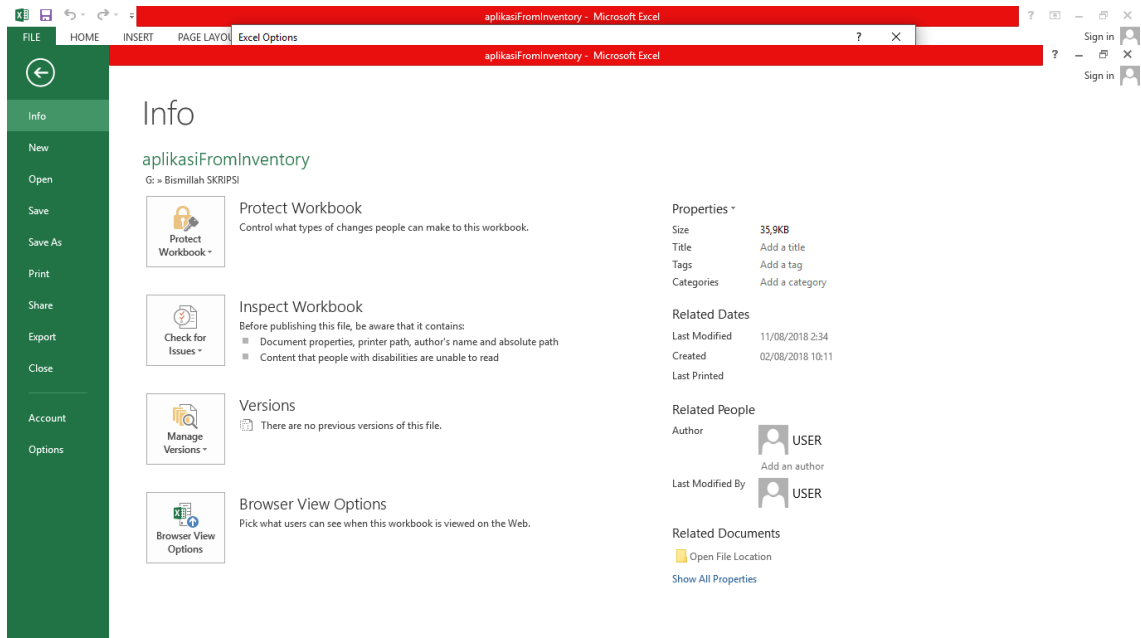 aplikasiFromInventory - Microsoft Excel
?
FILE HOME INSERT PAGE LAYOU Excel Options ? Sign in
aplikasiFromInventory - Microsoft Excel ?
Sign in
Info
Info
New
Open
Save
Save As
Print
Share
Export
Close
Account
Options
aplikasiFromInventory
G: » Bismillah SKRIPSI
Protect
Workbook
Protect Workbook
Control what types of changes people can make to this workbook.
Check for
Issues
Inspect Workbook
Before publishing this file, be aware that it contains:
Document properties, printer path, author's name and absolute path
Content that people with disabilities are unable to read
Manage
Versions
Versions
There are no previous versions of this file.
Browser View
Options
Browser View Options
Pick what users can see when this workbook is viewed on the Web.
Properties
Size 35,9KB
Title Add a title
Tags Add a tag
Categories Add a category
Related Dates
Last Modified 11/08/2018 2:34
Created 02/08/2018 10:11
Last Printed
Related People
Author USER
Add an author
Last Modified By USER
Related Documents
Open File Location
Show All Properties